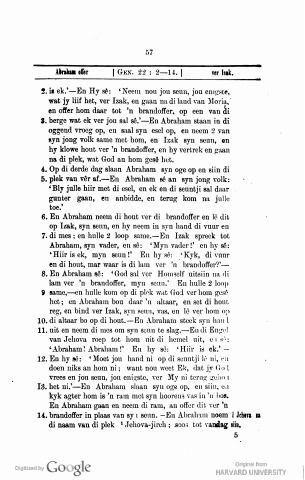 57
Abraham offer | GEN. 22 : 2—14. | ver Isak.
2. is ek.'—En Hy sê: 'Neem nou jou seun, jou enigste,
wat jy liif het, ver Izak, en gaan na di land van Moria,
en offer hom daar tot 'n brandoffer, op een van di
3. berge wat ek ver jou sal sê.'—En Abraham staan in di
oggend vroeg op, en saal syn esel op, en neem 2 van
syn jong volk same met hom, en Izak syn seun, en
hy klowe hout ver 'n brandoffer, en hy vertrek en gaan
na di plek, wat God an hom gesê het.
4. Op di derde dag slaan Abraham syn oge op en siin di
5. plek van vêr af.—En Abraham sê an syn jong volk:
'Bly julle hiir met di esel, en ek en di seuntji sal daar
gunter gaan, en anbidde, en terug kom na julle
toe.'
6. En Abraham neem di hout ver di brandoffer en lê dit
op Izak, syn seun, en hy neem in syn hand di vuur en
7. di mes; en hulle 2 loop same.—En Izak spreek tot
Abraham, syn vader, en sê: 'Myn vader!' en hy sê:
'Hiir is ek, myn seun!' En hy sê: 'Kyk, di vuur
en di hout, mar waar is di lam ver 'n brandoffer?'—
8. En Abraham sê: 'God sal ver Homself uitsiin na di
lam ver 'n brandoffer, myn seun.' En hulle 2 loop
9 same,—en hulle kom op di plek wat God ver hom gesê
het; en Abraham bou daar 'n altaar, en set di hout
reg, en bind ver Izak, syn seun, vas, en lê ver hom op
10. di altaar bo op di hout.—En Abraham steek syn hand
11. uit en neem di mes om syn seun te slag.—En di Engel
van Jehova roep tot hom uit di hemel uit, en sê:
'Abraham! Abraham!' En hy sê: 'Hiir is ek.'—
12. En hy sê: 'Moet jou hand ni op di seuntji lê ni, en
doen niks an hom ni; want nou weet Ek, dat jy God
vrees en jou seun, jou enigste, ver My ni terug gehou
13. het ni.'—En Abraham slaan syn oge op, en siin, en
kyk agter hom is 'n ram met syn hoorens vas in 'n bos.
En Abraham gaan en neem di ram, en offer dit ver 'n
14. brandoffer in plaas van syn seun.—En Abraham noem
di naam van di plek ¹ Jehova-jireh; soos tot vandag
5
Digitized by Google
Original from
HARVARD UNIVERSITY